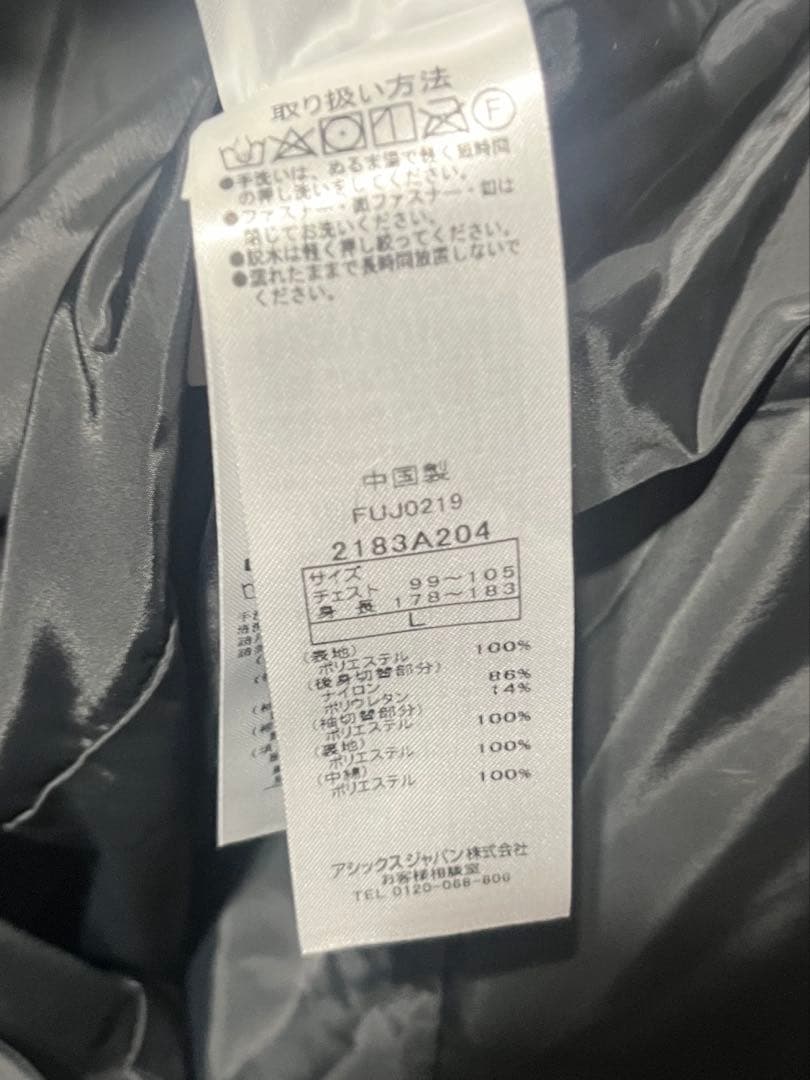 取り扱い方法
F
●手洗いは、ぬるま湯で軽く短時間
の押し洗いをしてください。
●ファスナー・面ファスナー・釦は
閉じてお洗いください。
●脱水は軽く押し絞ってください。
●濡れたままで長時間放置しないで
ください。
中国製
FUJ0219
2183A204
サイズ
チェスト 99～105
身長 178～183
L
(表地)
ポリエステル 100%
(後身切替部分)
ナイロン 86%
ポリウレタン 14%
(袖切替部分)
ポリエステル 100%
(裏地)
ポリエステル 100%
(中綿)
ポリエステル 100%
アシックスジャパン株式会社
お客様相談室
TEL 0120-068-806